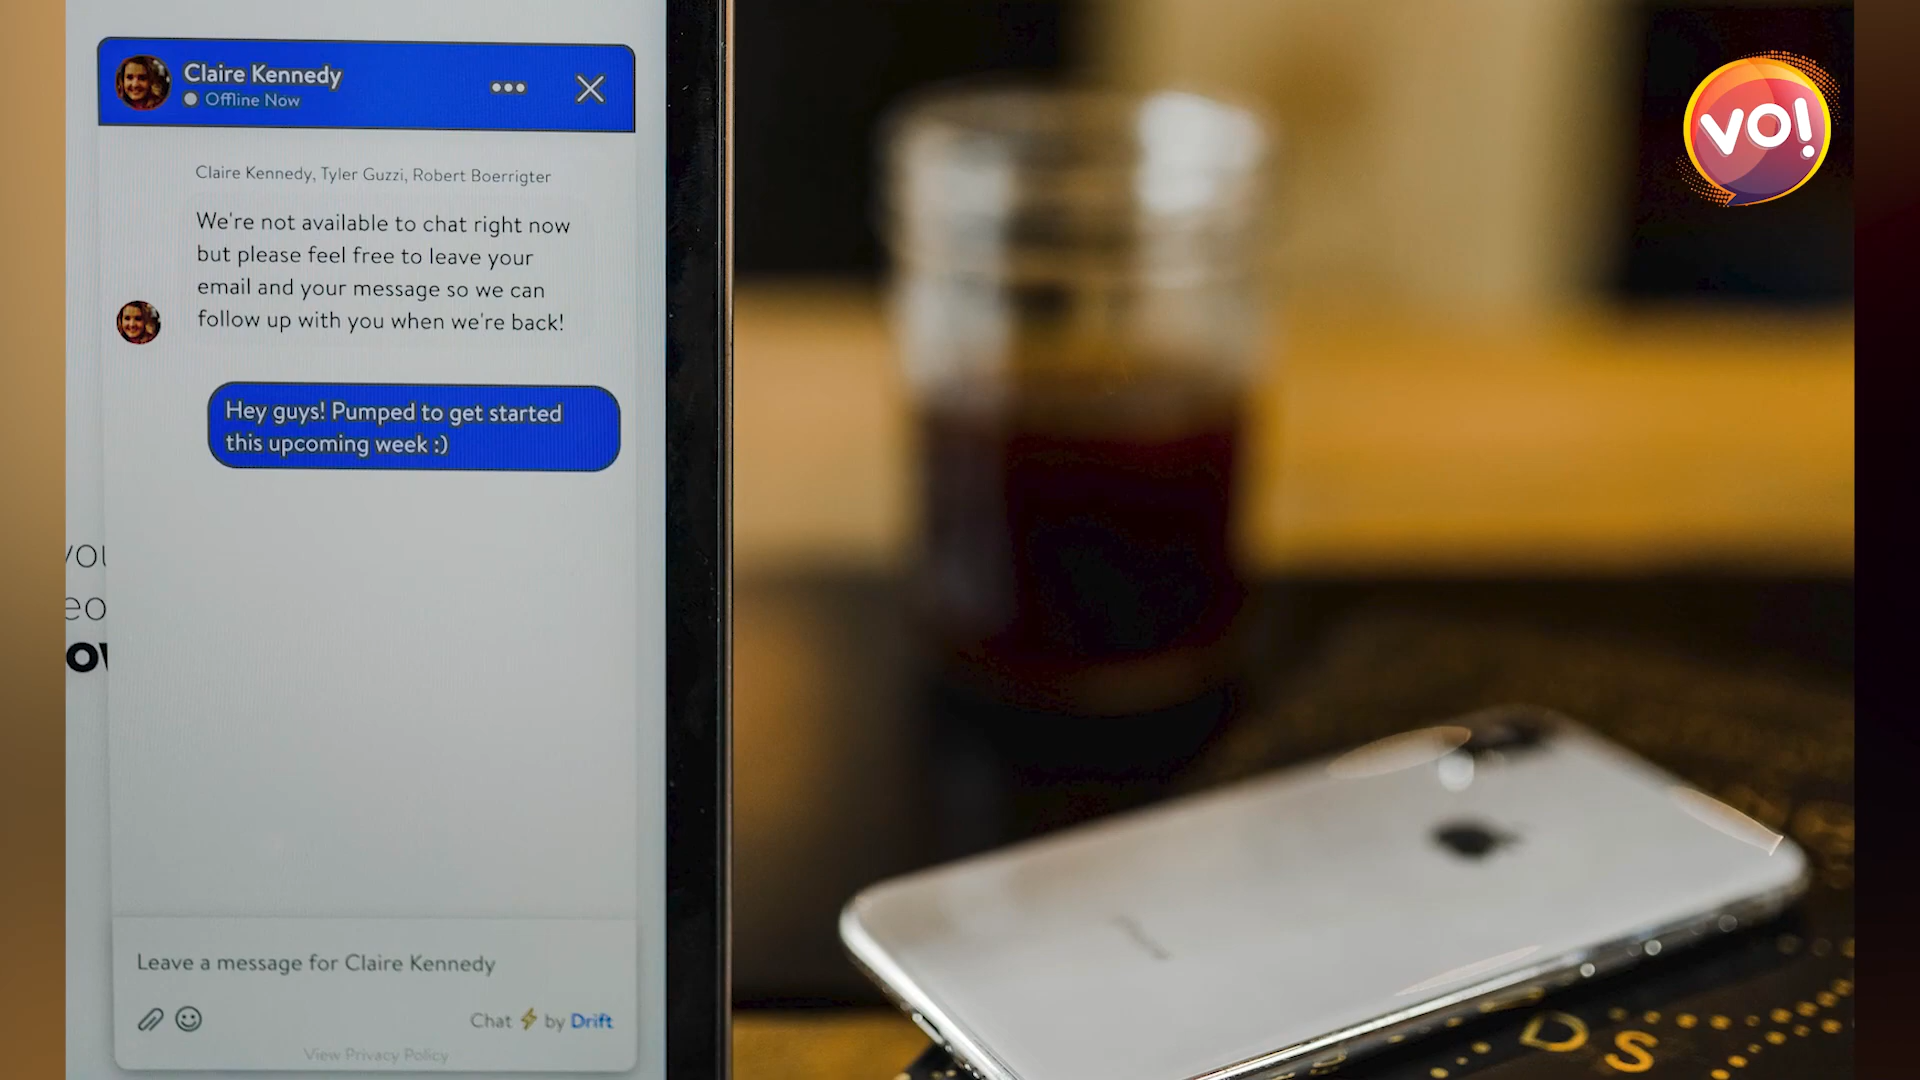 Claire Kennedy
Offline Now
VO!
Claire Kennedy, Tyler Guzzi, Robert Boerrigter
We're not available to chat right now
but please feel free to leave your
email and your message so we can
follow up with you when we're back!
Hey guys! Pumped to get started
this upcoming week :)
Leave a message for Claire Kennedy
Chat ⚡ by Drift
View Privacy Policy
DS